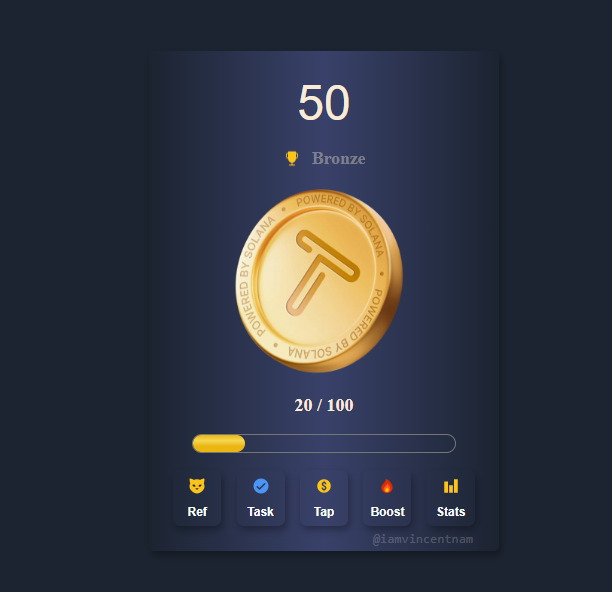 50
Bronze
POWERED BY SOLANA • POWERED BY SOLANA • POWERED BY SOLANA •
20 / 100
Ref Task Tap Boost Stats
@iamvincentnam